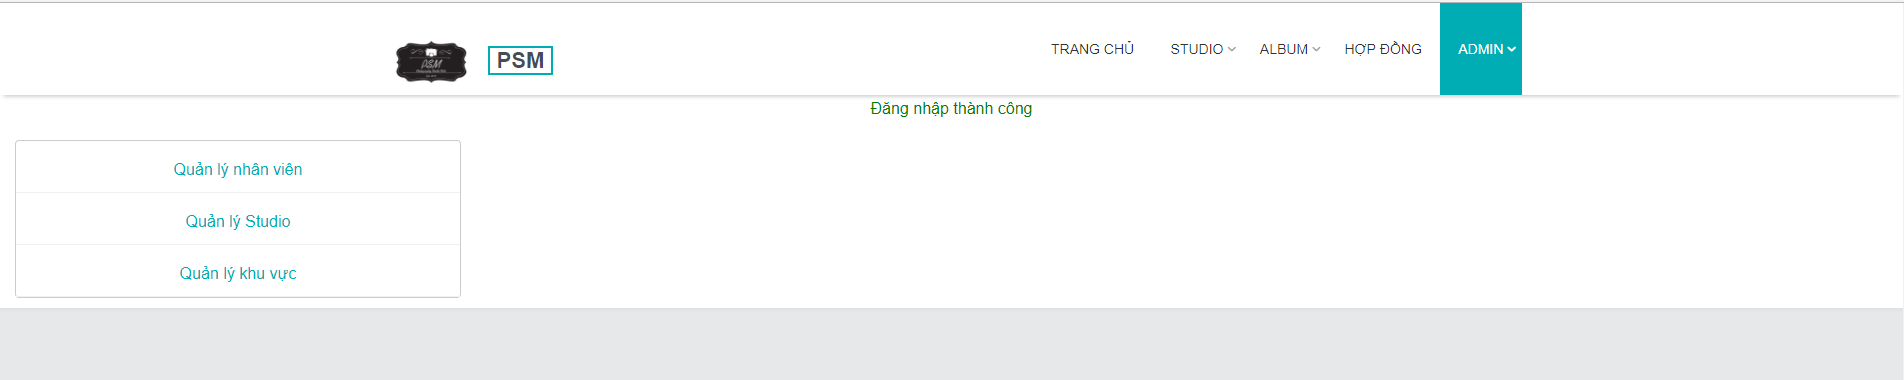 PSM
PSM
TRANG CHỦ
STUDIO
ALBUM
HỢP ĐỒNG
ADMIN
Đăng nhập thành công
Quản lý nhân viên
Quản lý Studio
Quản lý khu vực